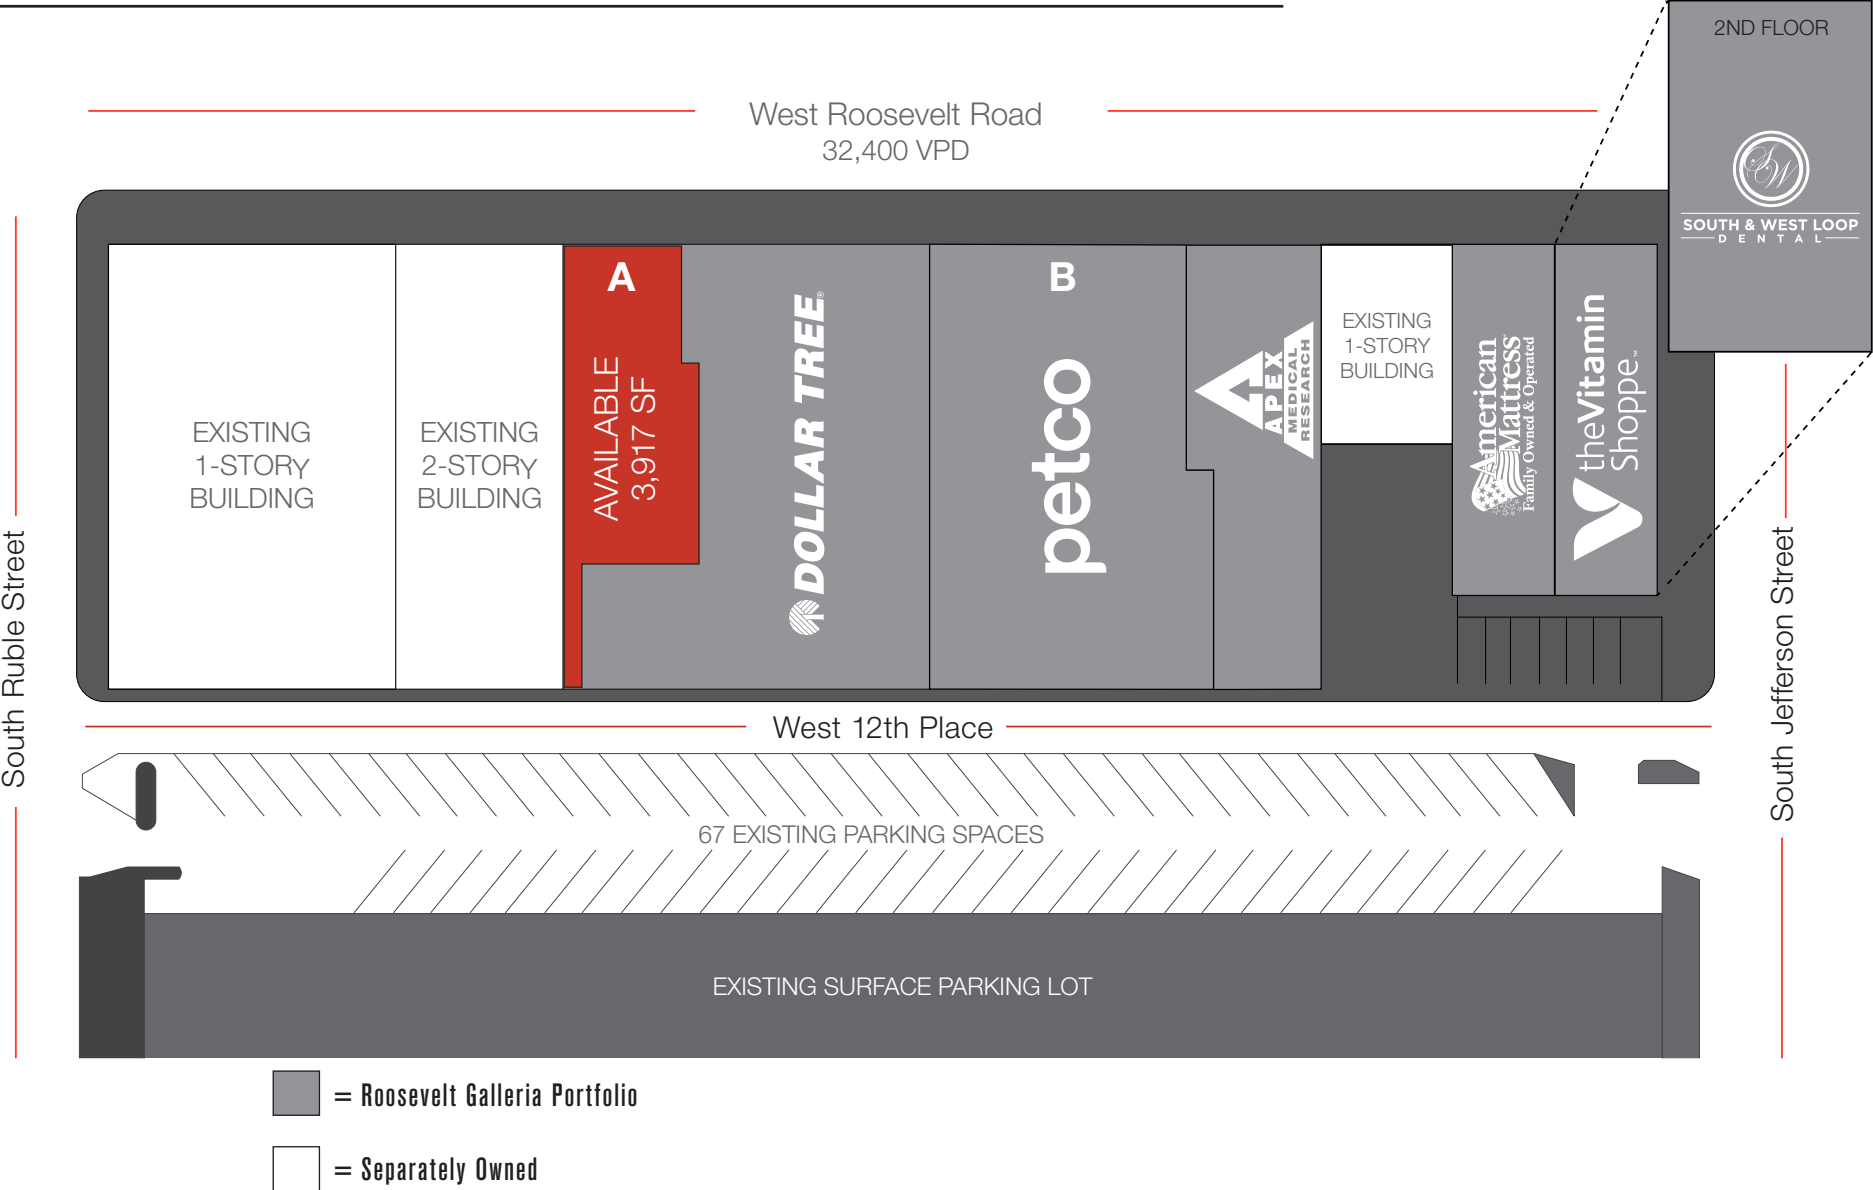 2ND FLOOR
SW
SOUTH & WEST LOOP
DENTAL
West Roosevelt Road
32,400 VPD
South Ruble Street
EXISTING
1-STORY
BUILDING
EXISTING
2-STORY
BUILDING
A
AVAILABLE
3,917 SF
DOLLAR TREE®
B
petco
APEX
MEDICAL
RESEARCH
EXISTING
1-STORY
BUILDING
American
Mattress
Family Owned & Operated
theVitamin
Shoppe™
South Jefferson Street
West 12th Place
67 EXISTING PARKING SPACES
EXISTING SURFACE PARKING LOT
= Roosevelt Galleria Portfolio
= Separately Owned